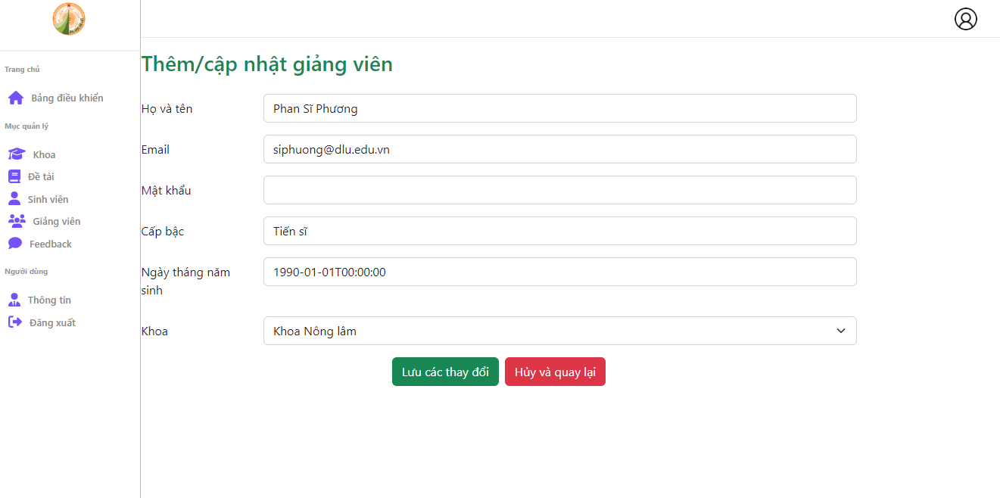 Trang chủ
Bảng điều khiển
Mục quản lý
Khoa
Đề tài
Sinh viên
Giảng viên
Feedback
Người dùng
Thông tin
Đăng xuất
Thêm/cập nhật giảng viên
Họ và tên
Phan Sĩ Phương
Email
siphuong@dlu.edu.vn
Mật khẩu
Cấp bậc
Tiến sĩ
Ngày tháng năm
sinh
1990-01-01T00:00:00
Khoa
Khoa Nông lâm
Lưu các thay đổi
Hủy và quay lại